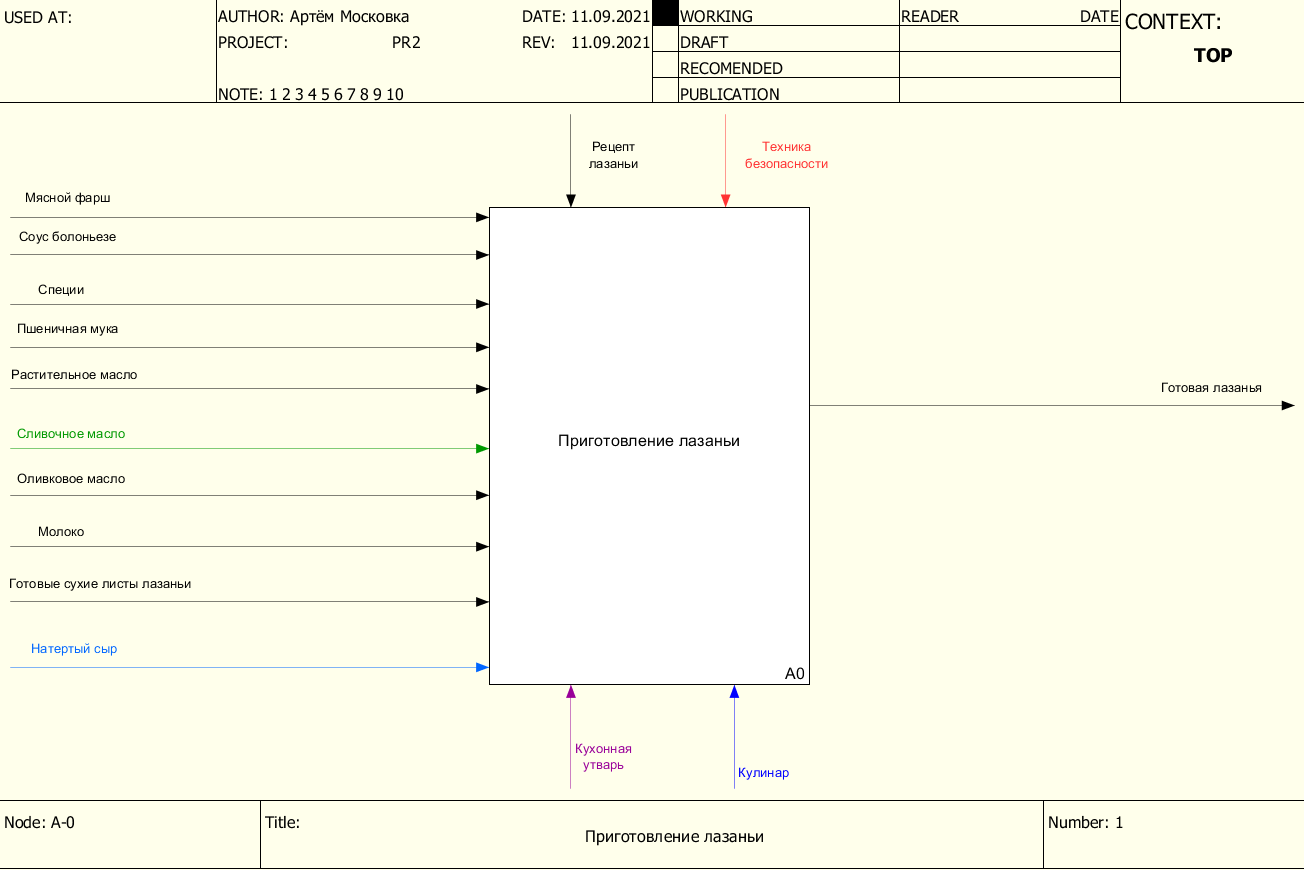 USED AT:
AUTHOR: Артём Московка
DATE: 11.09.2021
PROJECT: PR2
REV: 11.09.2021
NOTE: 1 2 3 4 5 6 7 8 9 10
WORKING
DRAFT
RECOMENDED
PUBLICATION
READER DATE
CONTEXT:
TOP
Рецепт
лазаньи
Техника
безопасности
Мясной фарш
Соус болоньезе
Специи
Пшеничная мука
Растительное масло
Сливочное масло
Оливковое масло
Молоко
Готовые сухие листы лазаньи
Натертый сыр
Приготовление лазаньи
A0
Готовая лазанья
Кухонная
утварь
Кулинар
Node: A-0
Title:
Приготовление лазаньи
Number: 1